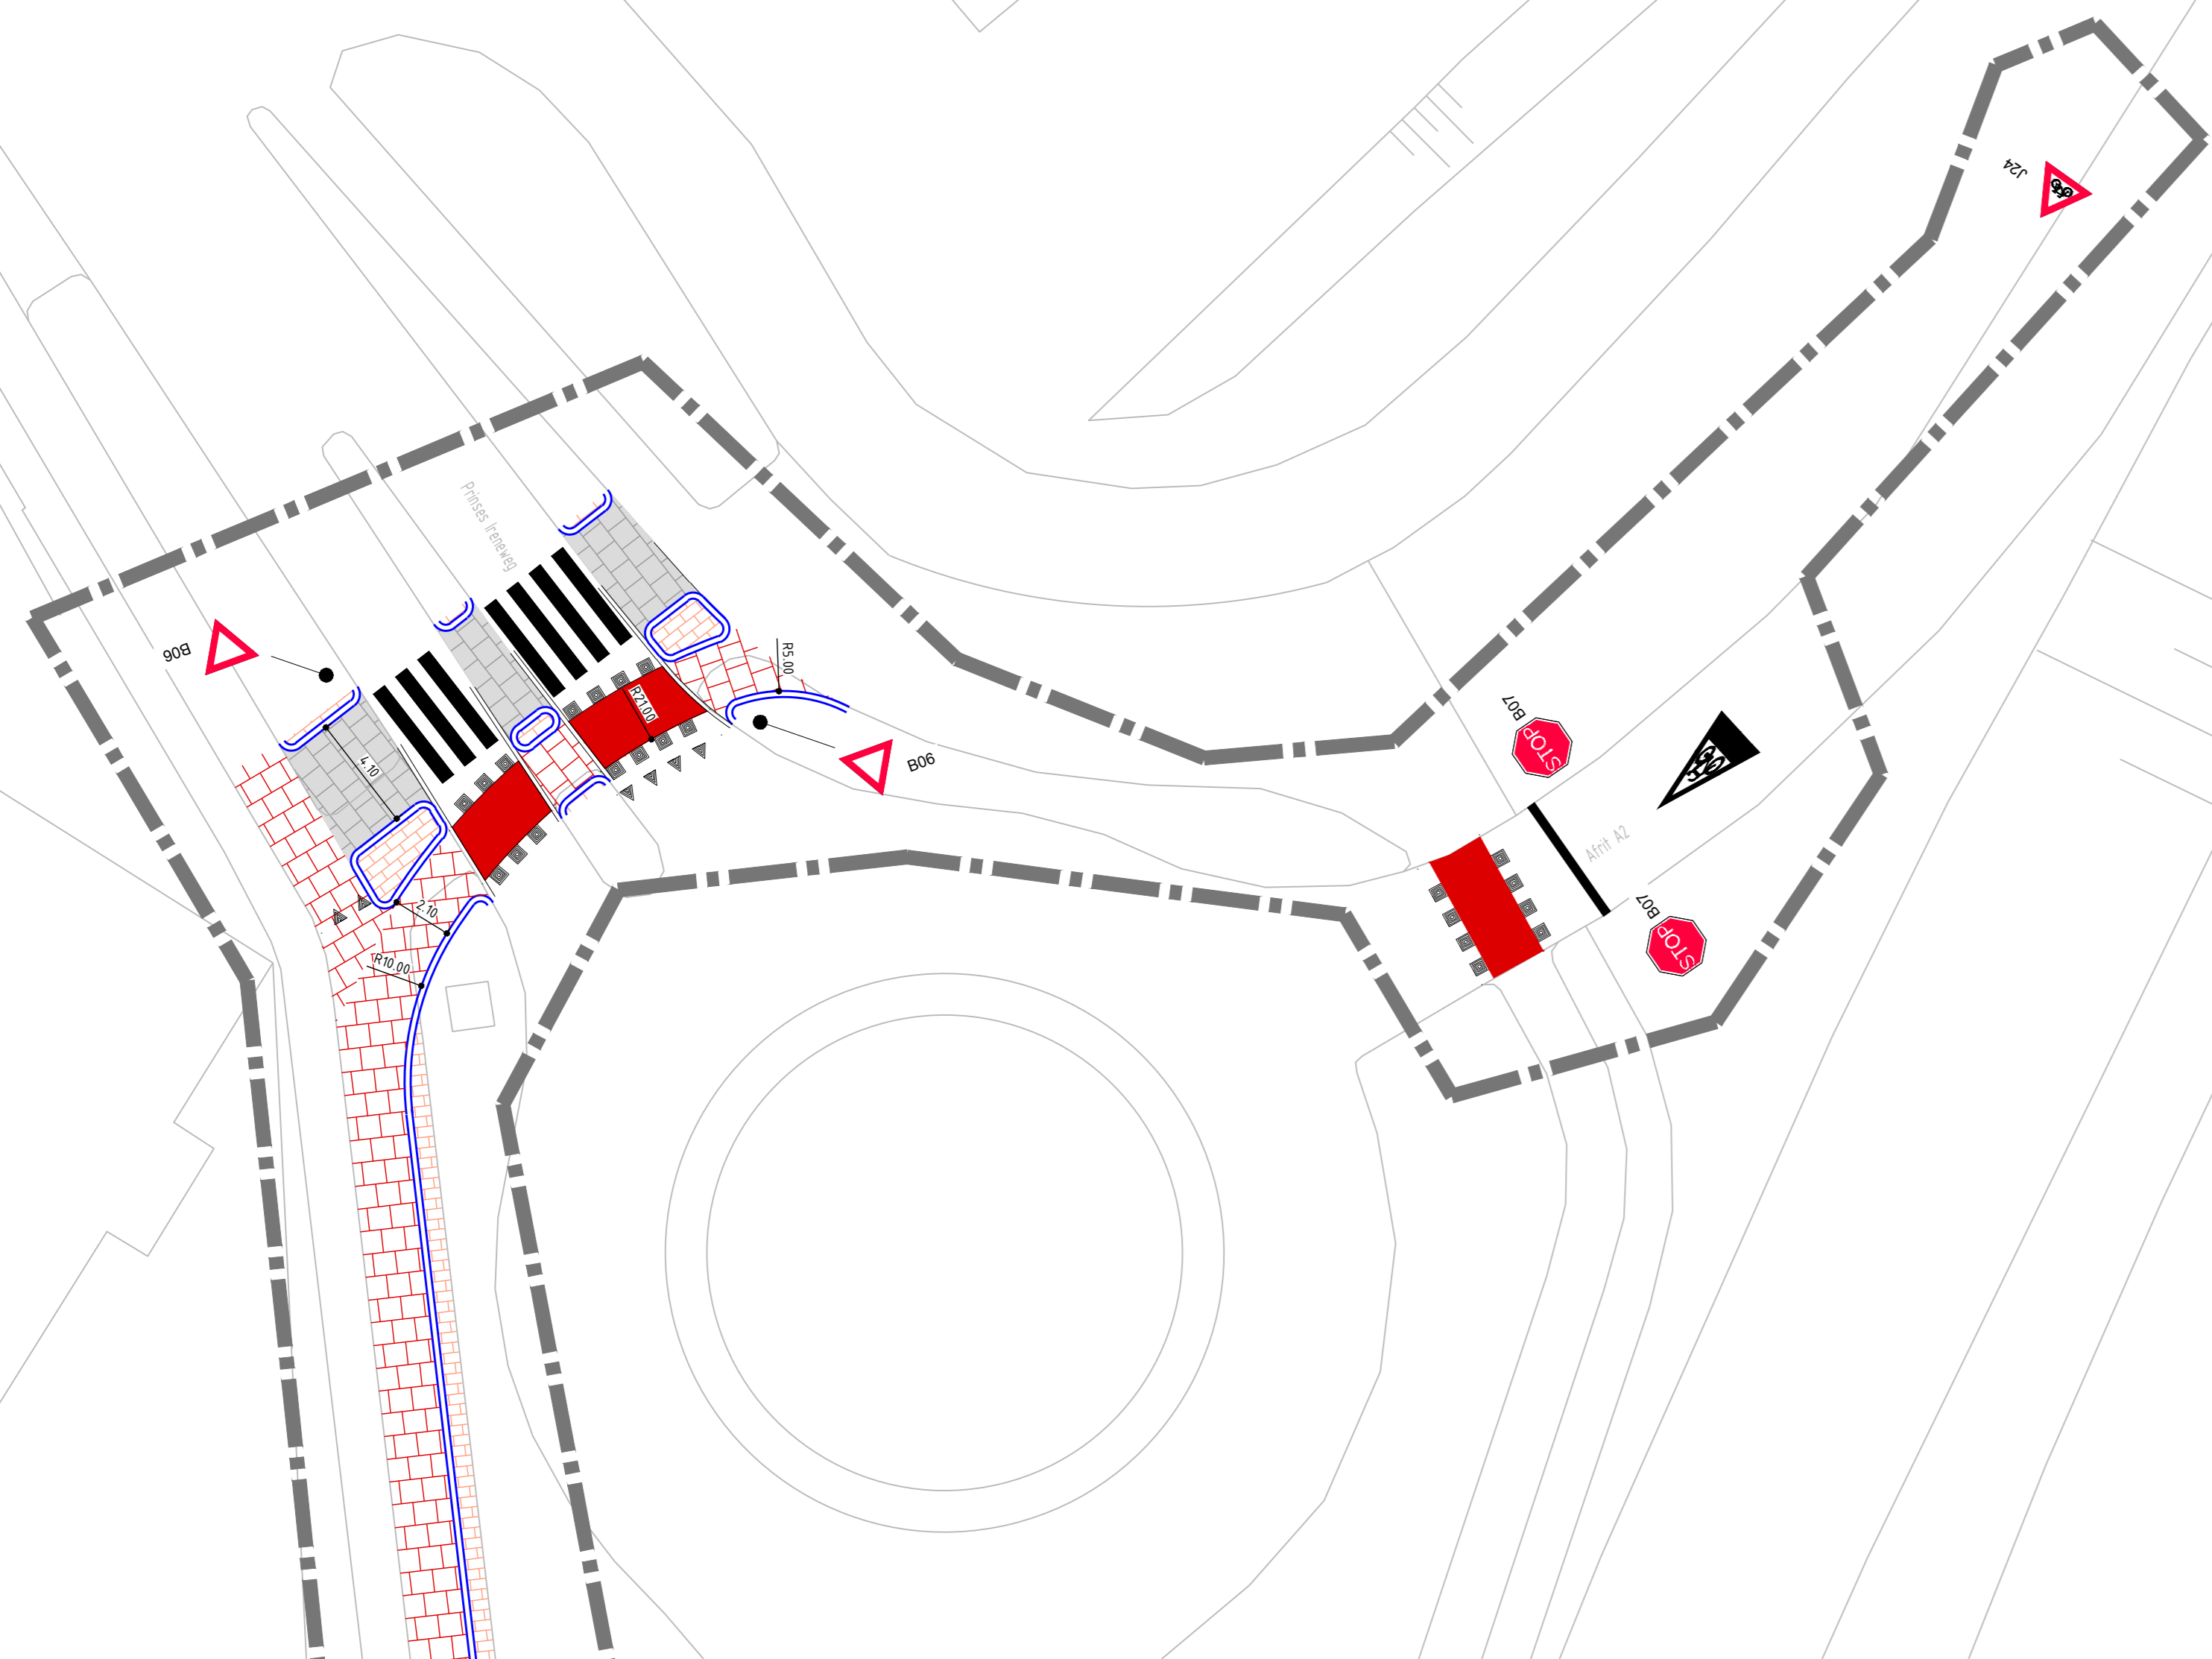 J24
Prinses Ireneweg
B06
R5.00
R21.00
B07
STOP
B06
4.10
Afrit A2
B07
STOP
2.10
R10.00